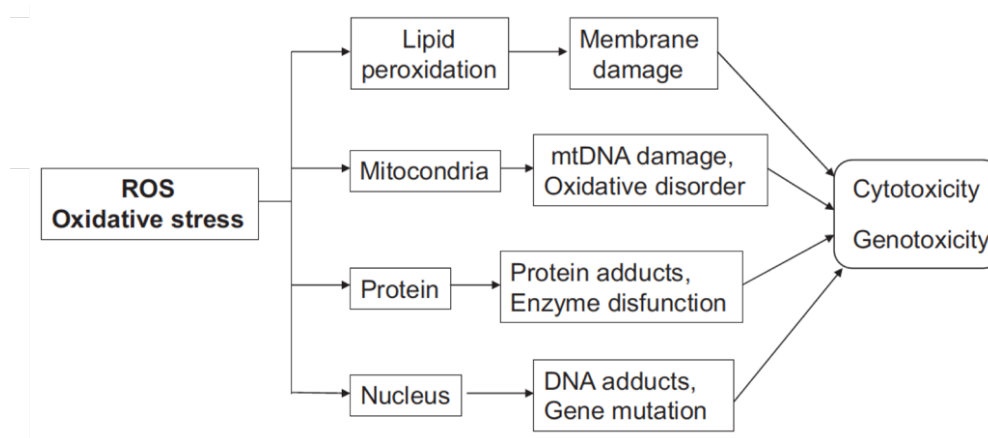 ROS
Oxidative stress
Lipid
peroxidation
Membrane
damage
Mitocondria
mtDNA damage,
Oxidative disorder
Protein
Protein adducts,
Enzyme disfunction
Nucleus
DNA adducts,
Gene mutation
Cytotoxicity
Genotoxicity